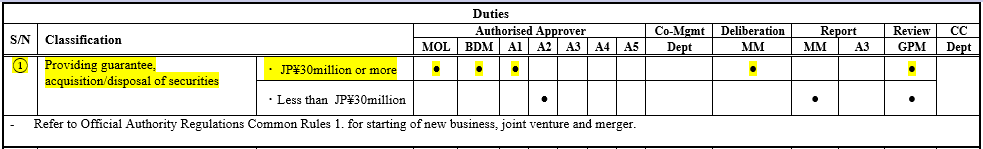 Duties
S/N Classification Authorised Approver Co-Mgmt Deliberation Report Review CC
MOL BDM A1 A2 A3 A4 A5 Dept MM MM A3 GPM Dept
① Providing guarantee, acquisition/disposal of securities ・ JP¥30million or more ● ● ● ● ●
・Less than JP¥30million ● ● ●
- Refer to Official Authority Regulations Common Rules 1. for starting of new business, joint venture and merger.